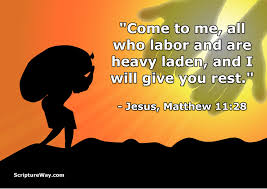 "Come to me, all
who labor and are
heavy laden, and I
will give you rest."
- Jesus, Matthew 11:28
ScriptureWay.com